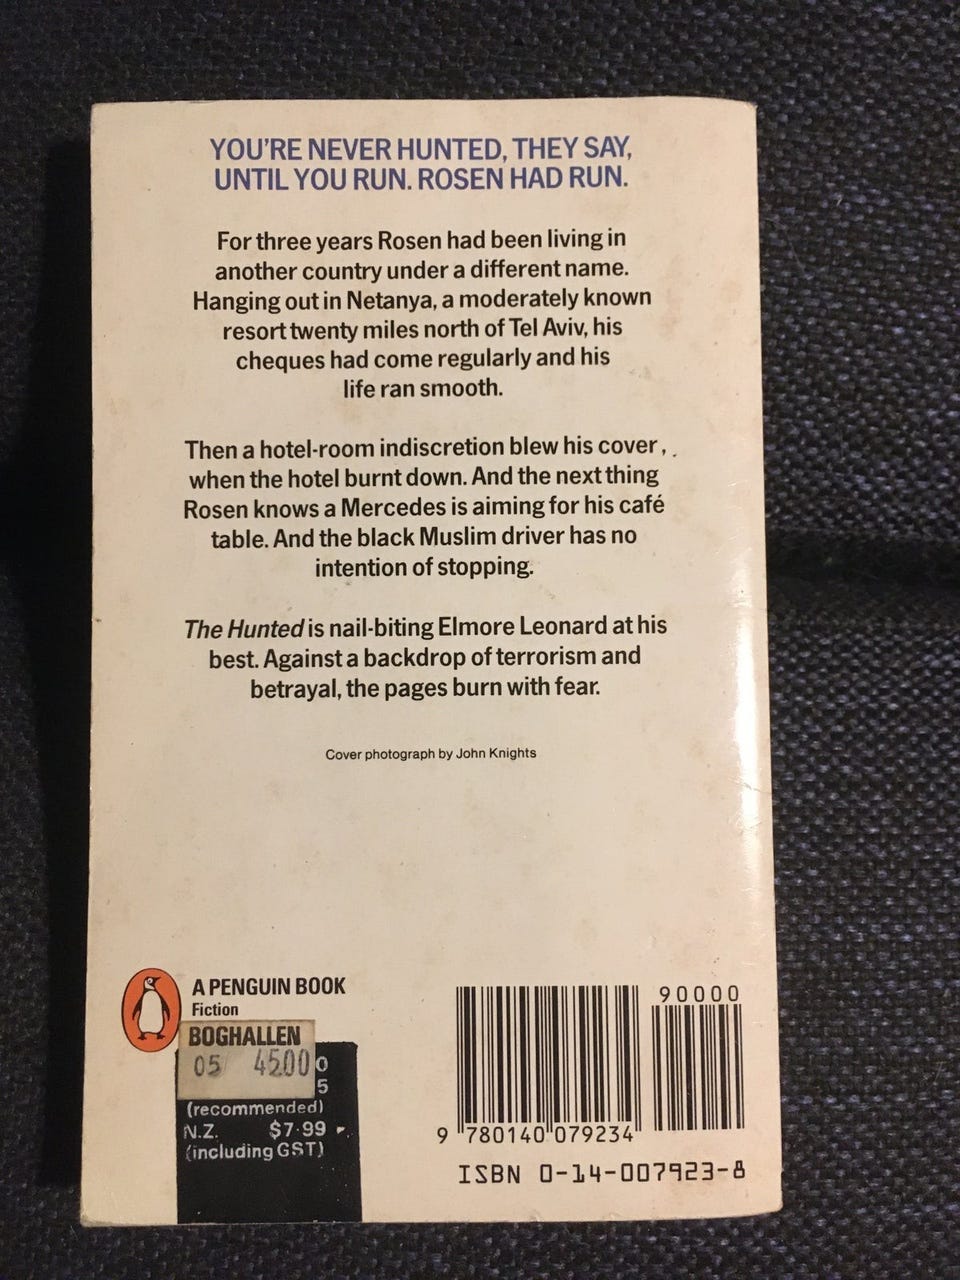 YOU'RE NEVER HUNTED, THEY SAY,
UNTIL YOU RUN. ROSEN HAD RUN.
For three years Rosen had been living in
another country under a different name.
Hanging out in Netanya, a moderately known
resort twenty miles north of Tel Aviv, his
cheques had come regularly and his
life ran smooth.
Then a hotel-room indiscretion blew his cover,
when the hotel burnt down. And the next thing
Rosen knows a Mercedes is aiming for his café
table. And the black Muslim driver has no
intention of stopping.
The Hunted is nail-biting Elmore Leonard at his
best. Against a backdrop of terrorism and
betrayal, the pages burn with fear.
Cover photograph by John Knights
A PENGUIN BOOK
Fiction
BOGHALLEN
05 4500 0
5
(recommended)
N.Z. $7·99
(including GST)
90000
9 780140 079234
ISBN 0-14-007923-8